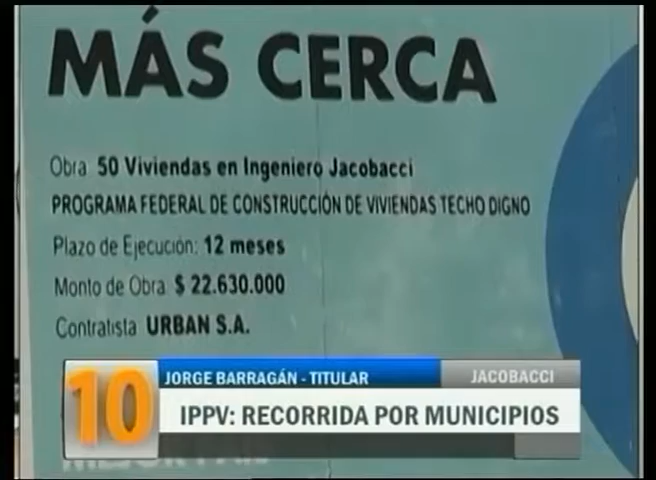 MÁS CERCA
Obra: 50 Viviendas en Ingeniero Jacobacci
PROGRAMA FEDERAL DE CONSTRUCCIÓN DE VIVIENDAS TECHO DIGNO
Plazo de Ejecución: 12 meses
Monto de Obra $ 22.630.000
Contratista URBAN S.A.
10
JORGE BARRAGÁN - TITULAR
JACOBACCI
IPPV: RECORRIDA POR MUNICIPIOS